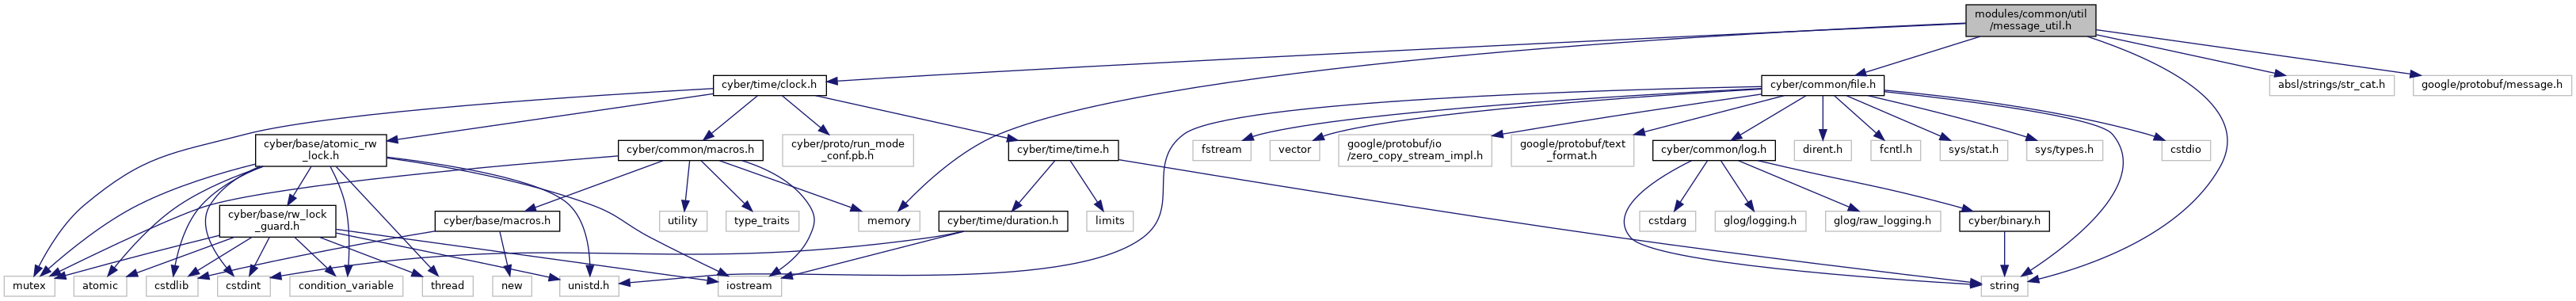 modules/common/util
/message_util.h
cyber/time/clock.h
cyber/common/file.h
absl/strings/str_cat.h
google/protobuf/message.h
cyber/base/atomic_rw
_lock.h
cyber/common/macros.h
cyber/proto/run_mode
_conf.pb.h
cyber/time/time.h
fstream
vector
google/protobuf/io
/zero_copy_stream_impl.h
google/protobuf/text
_format.h
cyber/common/log.h
dirent.h
fcntl.h
sys/stat.h
sys/types.h
cstdio
cyber/base/rw_lock
_guard.h
cyber/base/macros.h
utility
type_traits
memory
cyber/time/duration.h
limits
cstdarg
glog/logging.h
glog/raw_logging.h
cyber/binary.h
mutex
atomic
cstdlib
cstdint
condition_variable
thread
new
unistd.h
iostream
string